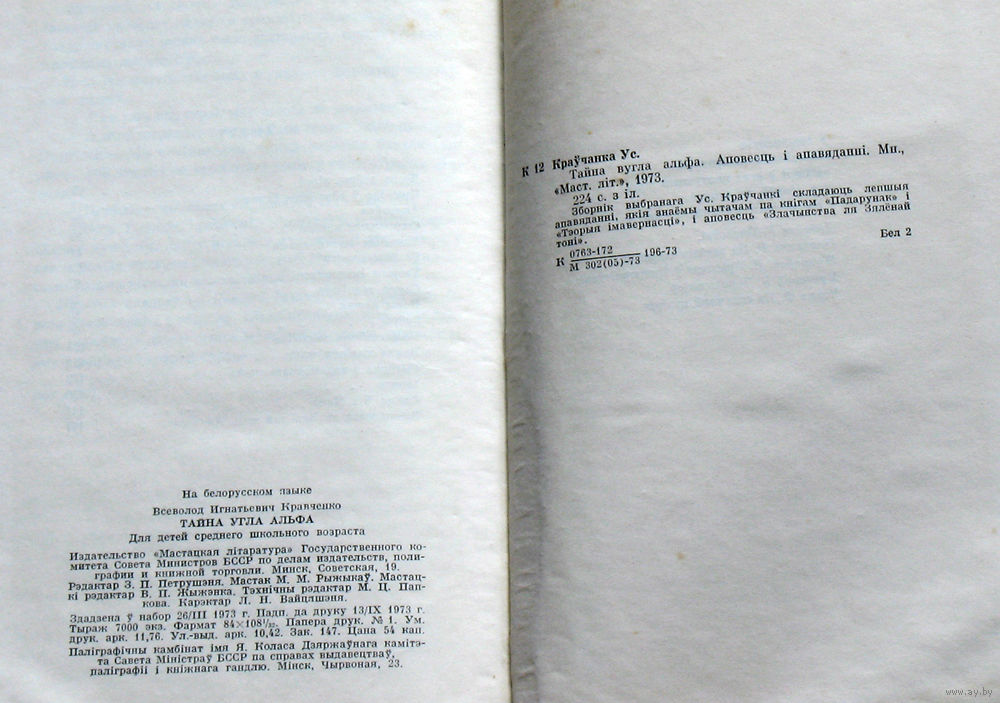 На белорусском языке
Всеволод Игнатьевич Кравченко
ТАЙНА УГЛА АЛЬФА
Для детей среднего школьного возраста
Издательство «Мастацкая літаратура» Государственного ко-
митета Совета Министров БССР по делам издательств, поли-
графии и книжной торговли. Минск, Советская, 19.
Рэдактар З. П. Петрушэня. Мастак М. М. Рыжыкаў. Мастац-
кі рэдактар В. П. Жыжэнка. Тэхнічны рэдактар М. Ц. Пап-
кова. Карэктар Л. Н. Вайцяшэня.
Здадзена ў набор 26/III 1973 г. Падп. да друку 13/IX 1973 г.
Тыраж 7000 экз. Фармат 84×108¹/₃₂. Папера друк. № 1. Ум.
друк. арк. 11,76. Ул.-выд. арк. 10,42. Зак. 147. Цана 54 кап.
Паліграфічны камбінат імя Я. Коласа Дзяржаўнага камітэ-
та Савета Міністраў БССР па справах выдавецтваў,
паліграфіі і кніжнага гандлю. Мінск, Чырвоная, 23.
К 12 Краўчанка Ус.
Тайна вугла альфа. Аповесць і апавяданні. Мн.,
«Маст. літ.», 1973.
224 с. з іл.
Зборнік выбранага Ус. Краўчанкі складаюць лепшыя
апавяданні, якія знаёмы чытачам па кнігам «Падарунак» і
«Тэорыя імавернасці», і аповесць «Злачынства ля Зялёнай
тоні».
К 0763-172 196-73
М 302(05)-73
Бел 2
www.ay.by